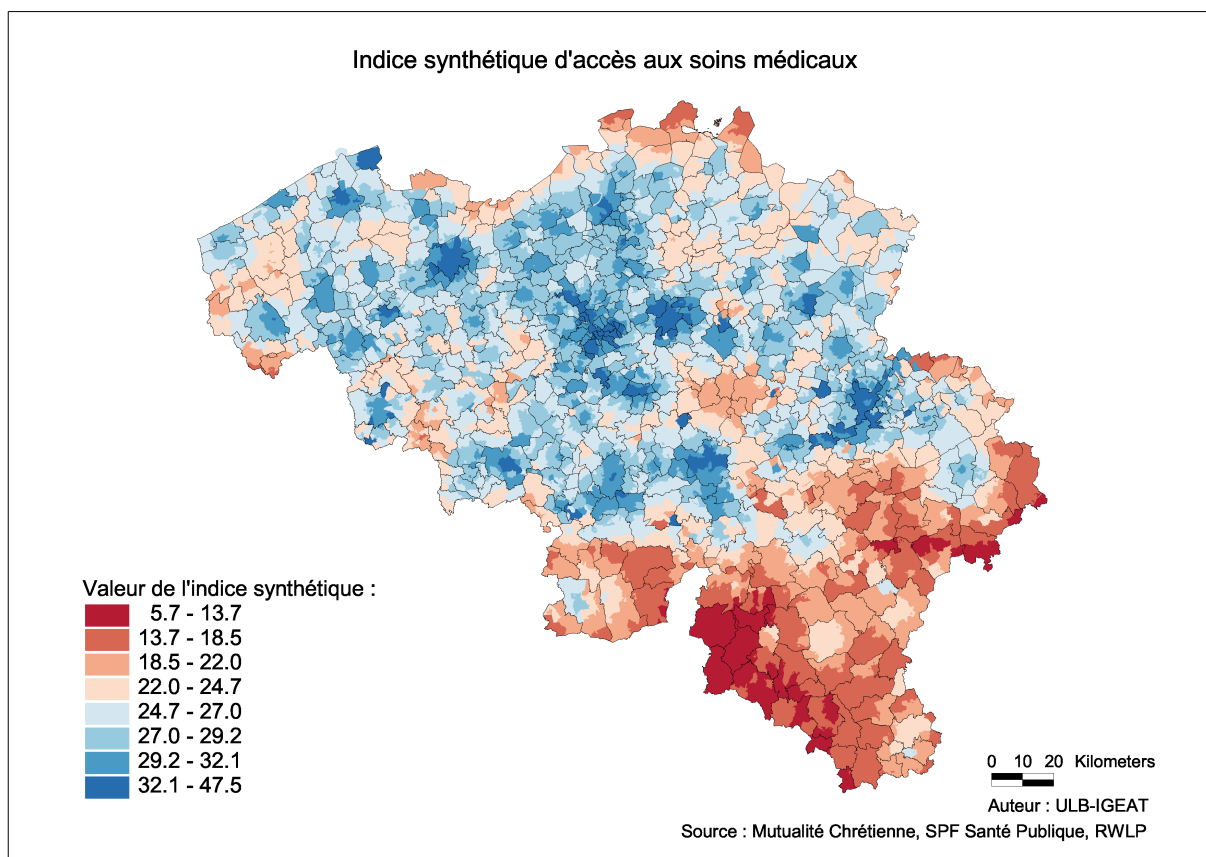 Indice synthétique d'accès aux soins médicaux
Valeur de l'indice synthétique :
5.7 - 13.7
13.7 - 18.5
18.5 - 22.0
22.0 - 24.7
24.7 - 27.0
27.0 - 29.2
29.2 - 32.1
32.1 - 47.5
0 10 20 Kilometers
Auteur : ULB-IGEAT
Source : Mutualité Chrétienne, SPF Santé Publique, RWLP